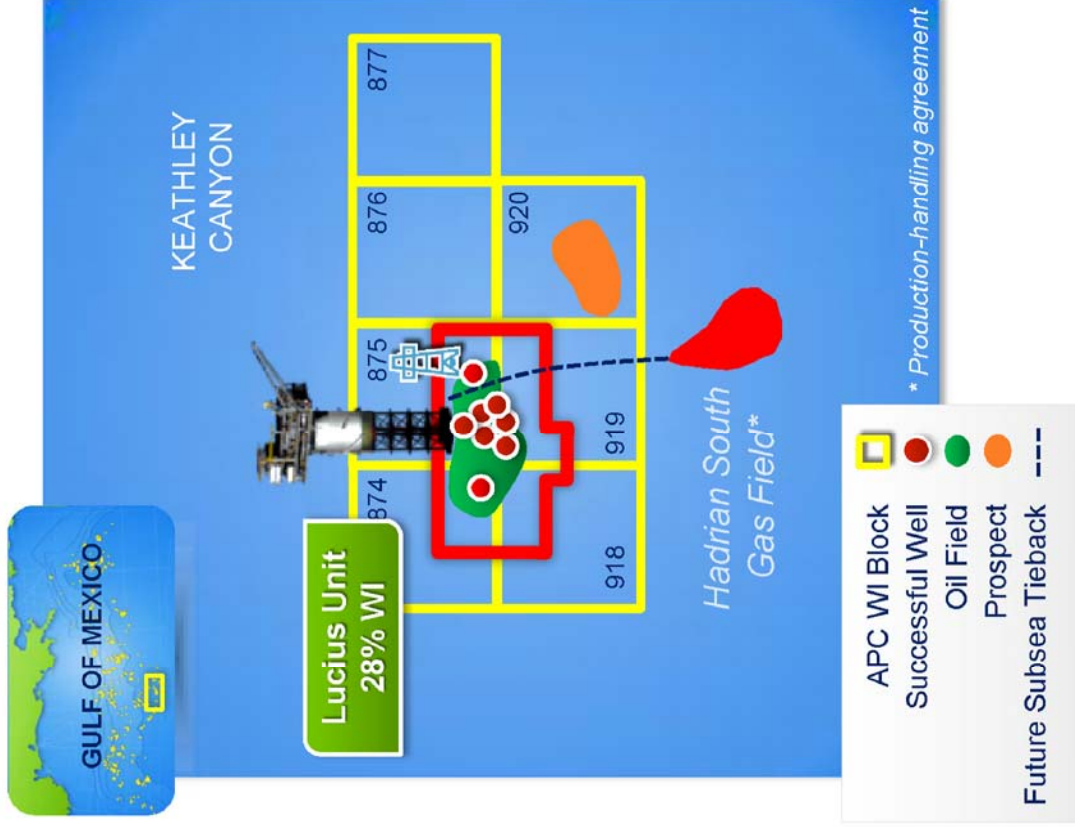 GULF OF MEXICO
KEATHLEY
CANYON
Lucius Unit
28% WI
874
875
876
877
918
919
920
Hadrian South
Gas Field*
APC WI Block
Successful Well
Oil Field
Prospect
Future Subsea Tieback
* Production-handling agreement